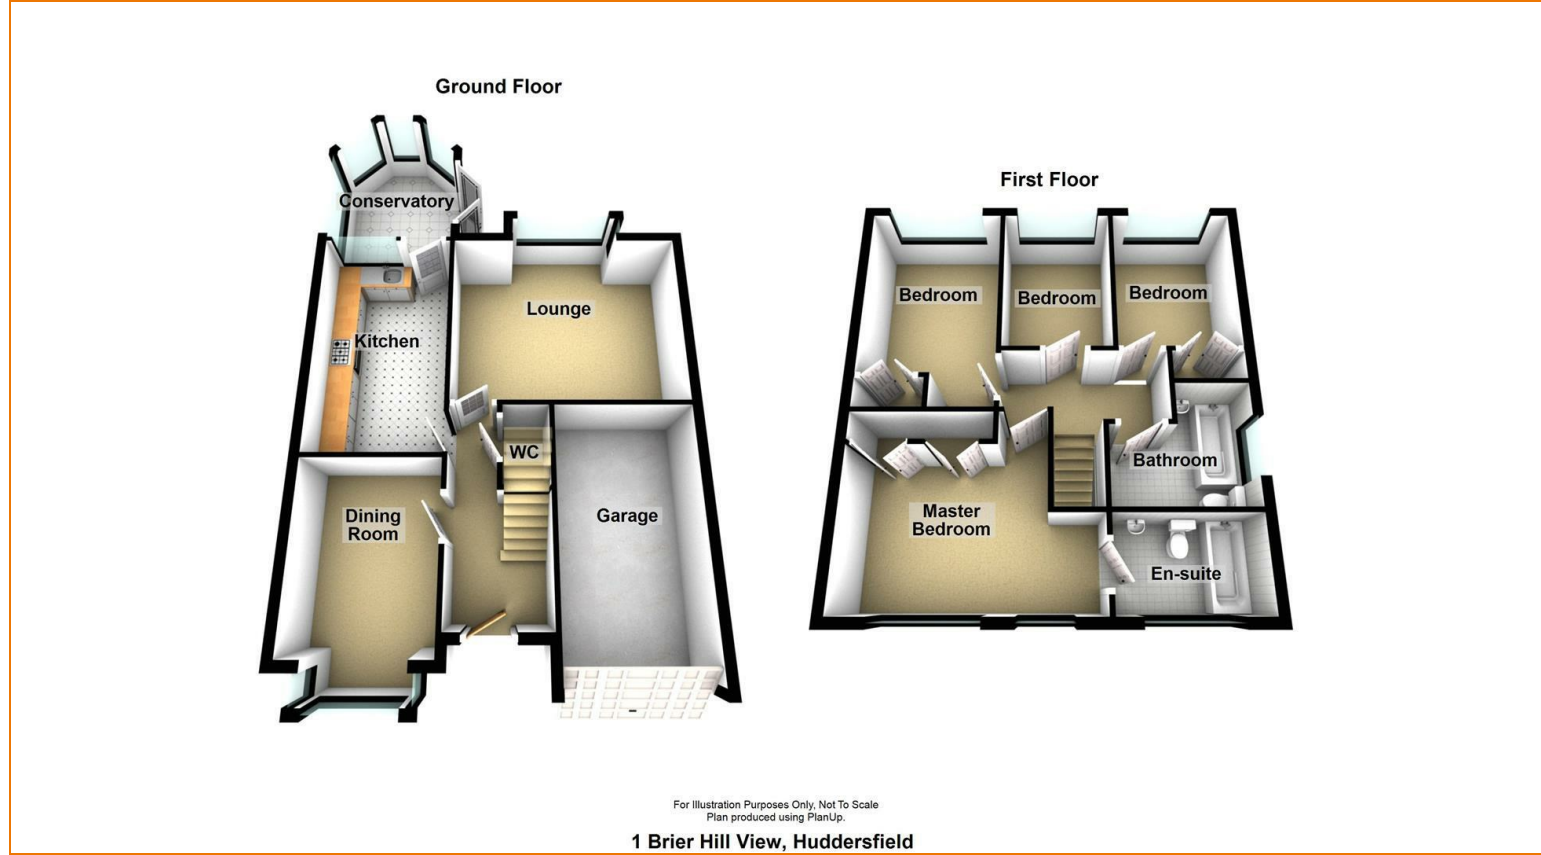 Ground Floor
Conservatory
Lounge
Kitchen
WC
Dining
Room
Garage
First Floor
Bedroom
Bedroom
Bedroom
Bathroom
Master
Bedroom
En-suite
For Illustration Purposes Only, Not To Scale
Plan produced using PlanUp.
1 Brier Hill View, Huddersfield